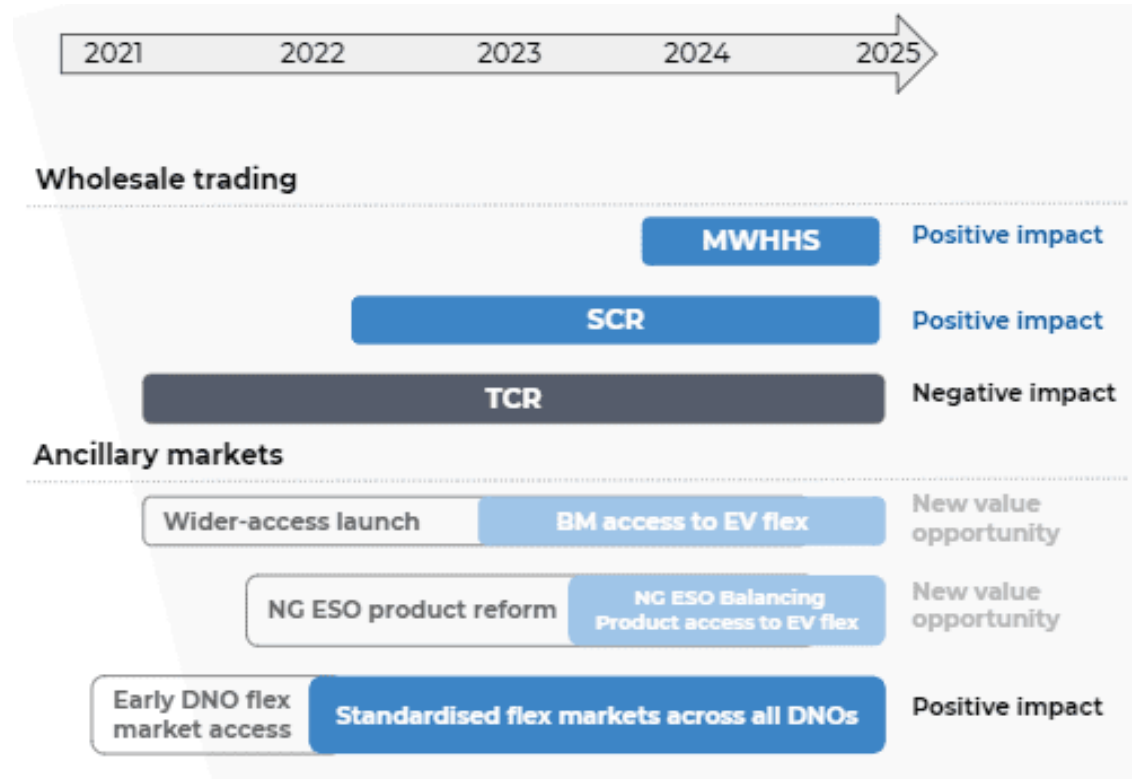 2021 2022 2023 2024 2025
Wholesale trading
MWHHS Positive impact
SCR Positive impact
TCR Negative impact
Ancillary markets
Wider-access launch BM access to EV flex
New value
opportunity
NG ESO product reform
NG ESO Balancing
Product access to EV flex
New value
opportunity
Early DNO flex
market access
Standardised flex markets across all DNOs
Positive impact